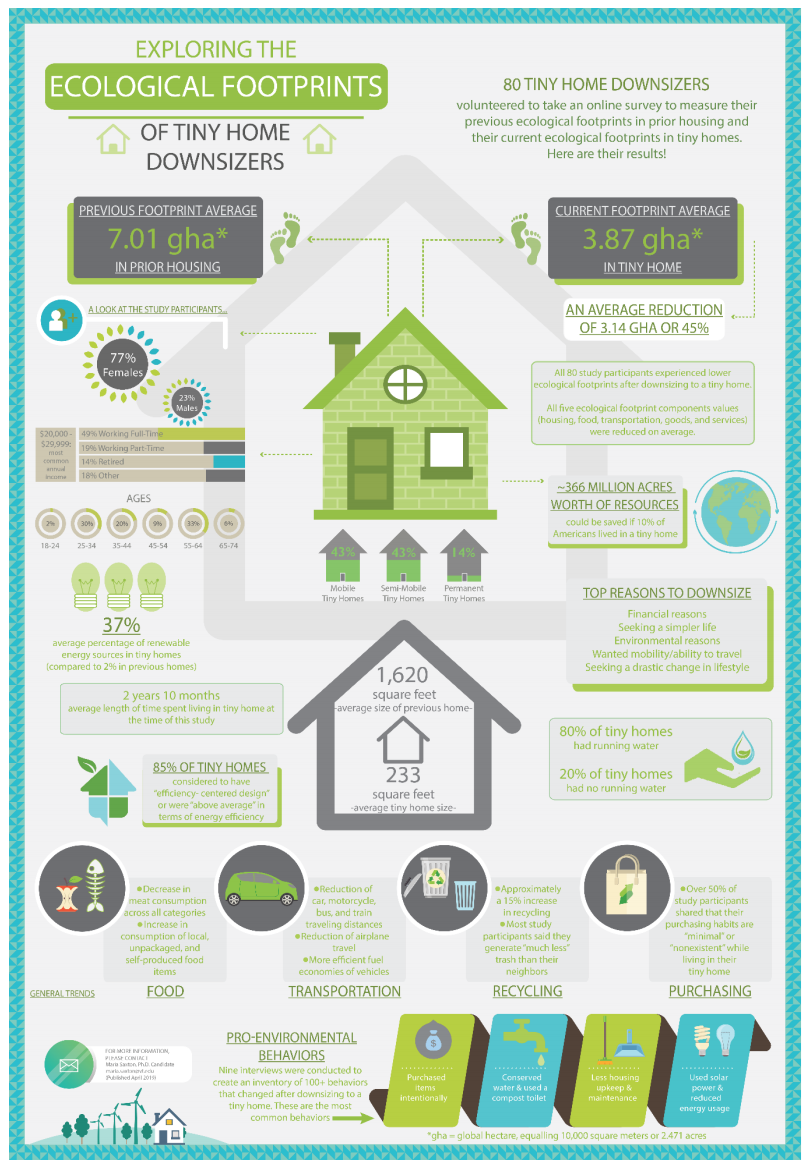 EXPLORING THE
ECOLOGICAL FOOTPRINTS
OF TINY HOME
DOWNSIZERS
80 TINY HOME DOWNSIZERS
volunteered to take an online survey to measure their
previous ecological footprints in prior housing and
their current ecological footprints in tiny homes.
Here are their results!
PREVIOUS FOOTPRINT AVERAGE
7.01 gha*
IN PRIOR HOUSING
CURRENT FOOTPRINT AVERAGE
3.87 gha*
IN TINY HOME
AN AVERAGE REDUCTION
OF 3.14 GHA OR 45%
A LOOK AT THE STUDY PARTICIPANTS...
77%
Females
23%
Males
$20,000 -
$29,999:
most
common
annual
income
49% Working Full-Time
19% Working Part-Time
14% Retired
18% Other
AGES
2%
30%
20%
9%
33%
6%
18-24
25-34
35-44
45-54
55-64
65-74
All 80 study participants experienced lower
ecological footprints after downsizing to a tiny home.
All five ecological footprint components values
(housing, food, transportation, goods, and services)
were reduced on average.
~366 MILLION ACRES
WORTH OF RESOURCES
could be saved if 10% of
Americans lived in a tiny home
43%
43%
14%
Mobile
Tiny Homes
Semi-Mobile
Tiny Homes
Permanent
Tiny Homes
37%
average percentage of renewable
energy sources in tiny homes
(compared to 2% in previous homes)
TOP REASONS TO DOWNSIZE
Financial reasons
Seeking a simpler life
Environmental reasons
Wanted mobility/ability to travel
Seeking a drastic change in lifestyle
2 years 10 months
average length of time spent living in tiny home at
the time of this study
1,620
square feet
-average size of previous home-
233
square feet
-average tiny home size-
80% of tiny homes
had running water
20% of tiny homes
had no running water
85% OF TINY HOMES
considered to have
"efficiency- centered design"
or were "above average" in
terms of energy efficiency
•Decrease in
meat consumption
across all categories
•Increase in
consumption of local,
unpackaged, and
self-produced food
items
•Reduction of
car, motorcycle,
bus, and train
traveling distances
•Reduction of airplane
travel
•More efficient fuel
economies of vehicles
•Approximately
a 15% increase
in recycling
•Most study
participants said they
generate "much less"
trash than their
neighbors
•Over 50% of
study participants
shared that their
purchasing habits are
"minimal" or
"nonexistent" while
living in their
tiny home
GENERAL TRENDS
FOOD
TRANSPORTATION
RECYCLING
PURCHASING
FOR MORE INFORMATION,
PLEASE CONTACT
Maria Saxton, Ph.D. Candidate
(Published April 2019)
PRO-ENVIRONMENTAL
BEHAVIORS
Nine interviews were conducted to
create an inventory of 100+ behaviors
that changed after downsizing to a
tiny home. These are the most
common behaviors
$
Purchased
items
intentionally
Conserved
water & used a
compost toilet
Less housing
upkeep &
maintenance
Used solar
power &
reduced
energy usage
*gha = global hectare, equalling 10,000 square meters or 2.471 acres